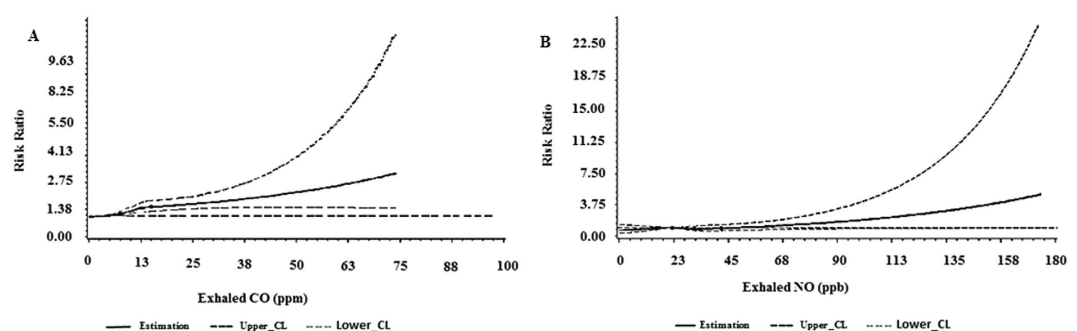 A
Risk Ratio
9.63
8.25
5.50
4.13
2.75
1.38
0.00
0 13 25 38 50 63 75 88 100
Exhaled CO (ppm)
Estimation Upper_CL Lower_CL
B
Risk Ratio
22.50
18.75
15.00
11.25
7.50
3.75
0.00
0 23 45 68 90 113 135 158 180
Exhaled NO (ppb)
Estimation Upper_CL Lower_CL